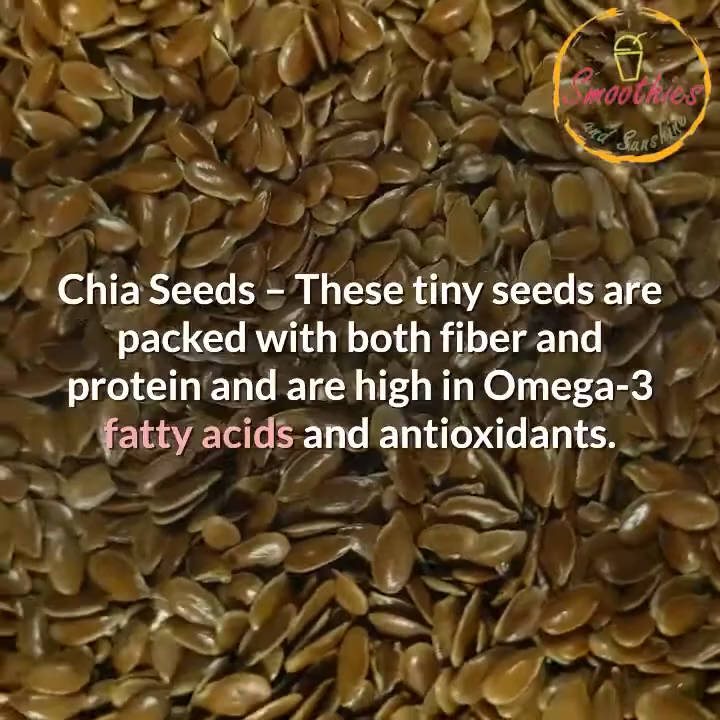 Smoothies
and Sunshine
Chia Seeds – These tiny seeds are
packed with both fiber and
protein and are high in Omega-3
fatty acids and antioxidants.